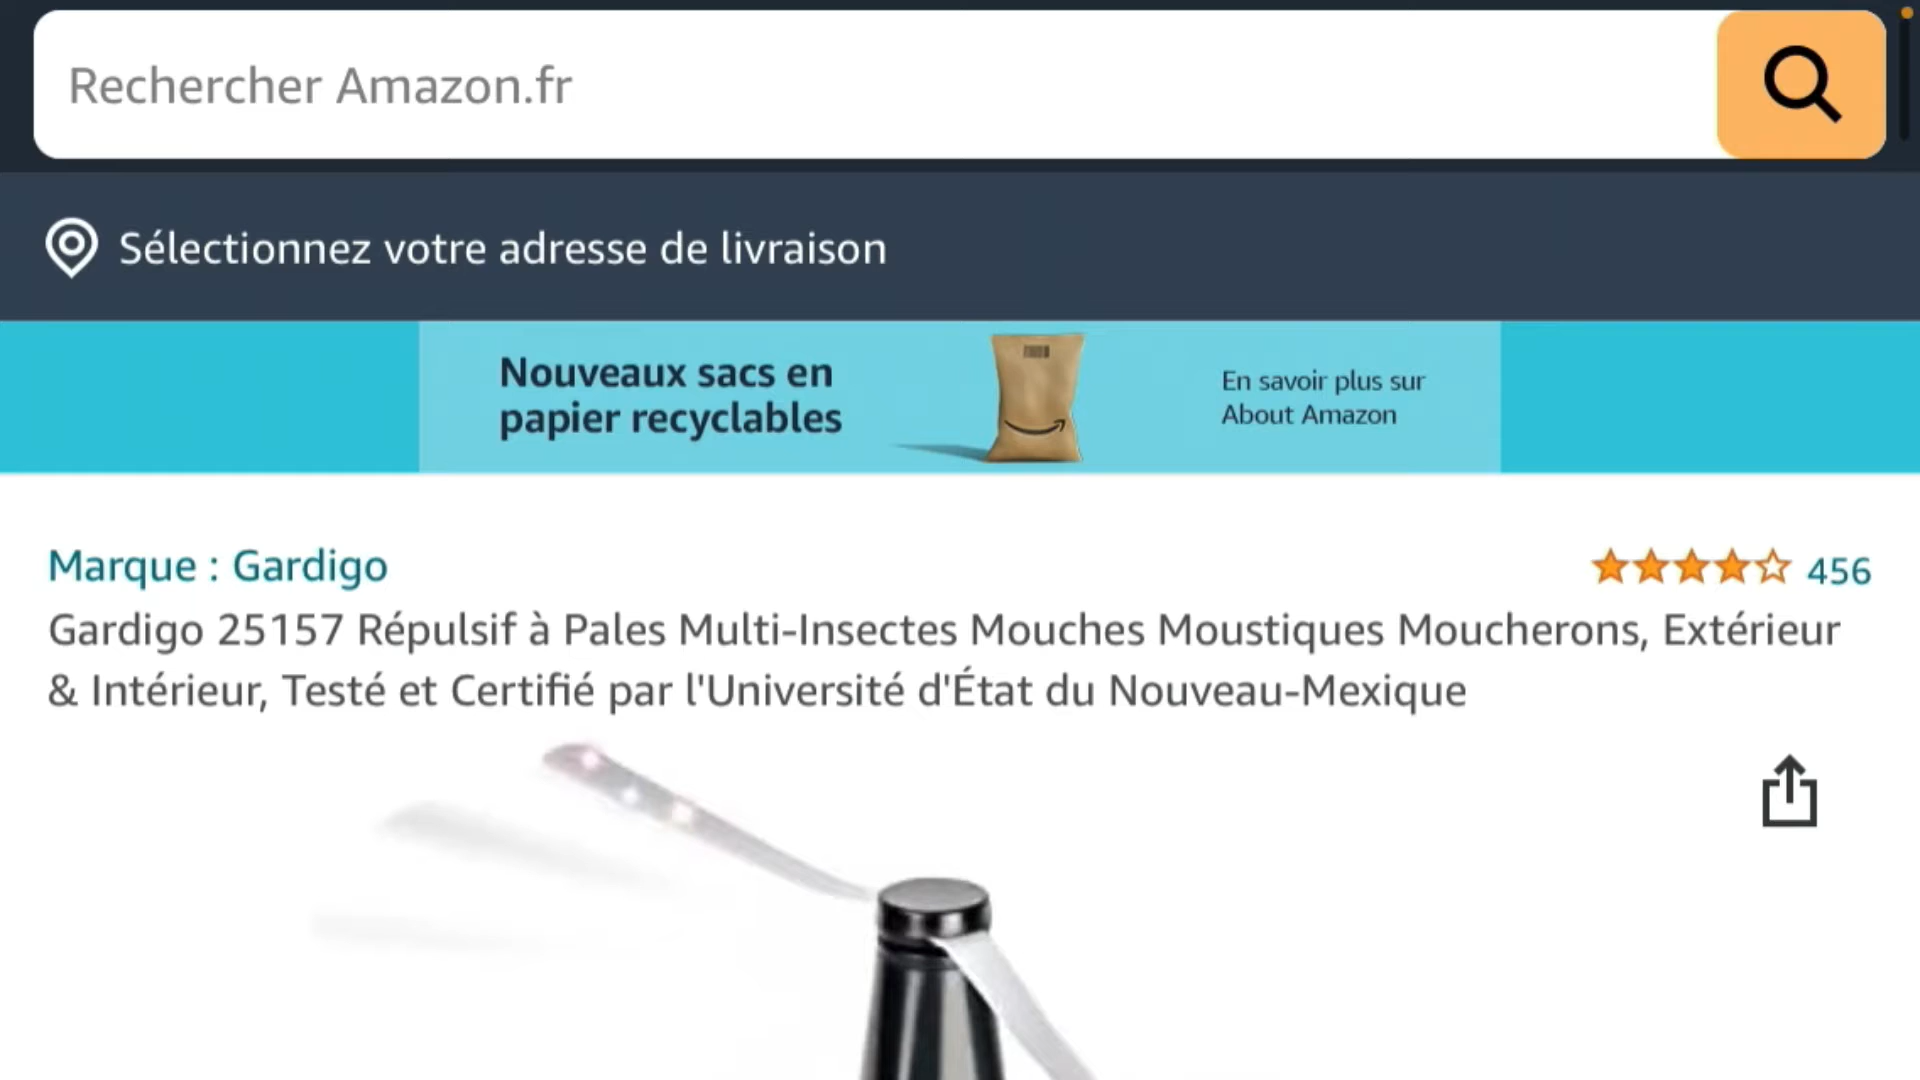 Rechercher Amazon.fr
Sélectionnez votre adresse de livraison
Nouveaux sacs en
papier recyclables
En savoir plus sur
About Amazon
Marque : Gardigo
456
Gardigo 25157 Répulsif à Pales Multi-Insectes Mouches Moustiques Moucherons, Extérieur
& Intérieur, Testé et Certifié par l'Université d'État du Nouveau-Mexique